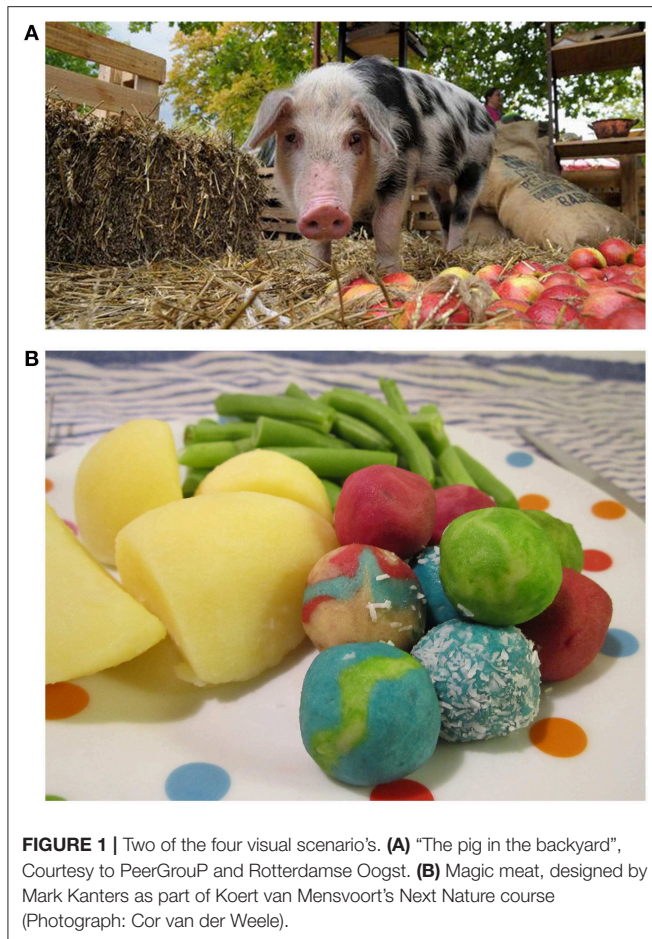 A
B
FIGURE 1 | Two of the four visual scenario's. (A) "The pig in the backyard",
Courtesy to PeerGrouP and Rotterdamse Oogst. (B) Magic meat, designed by
Mark Kanters as part of Koert van Mensvoort's Next Nature course
(Photograph: Cor van der Weele).